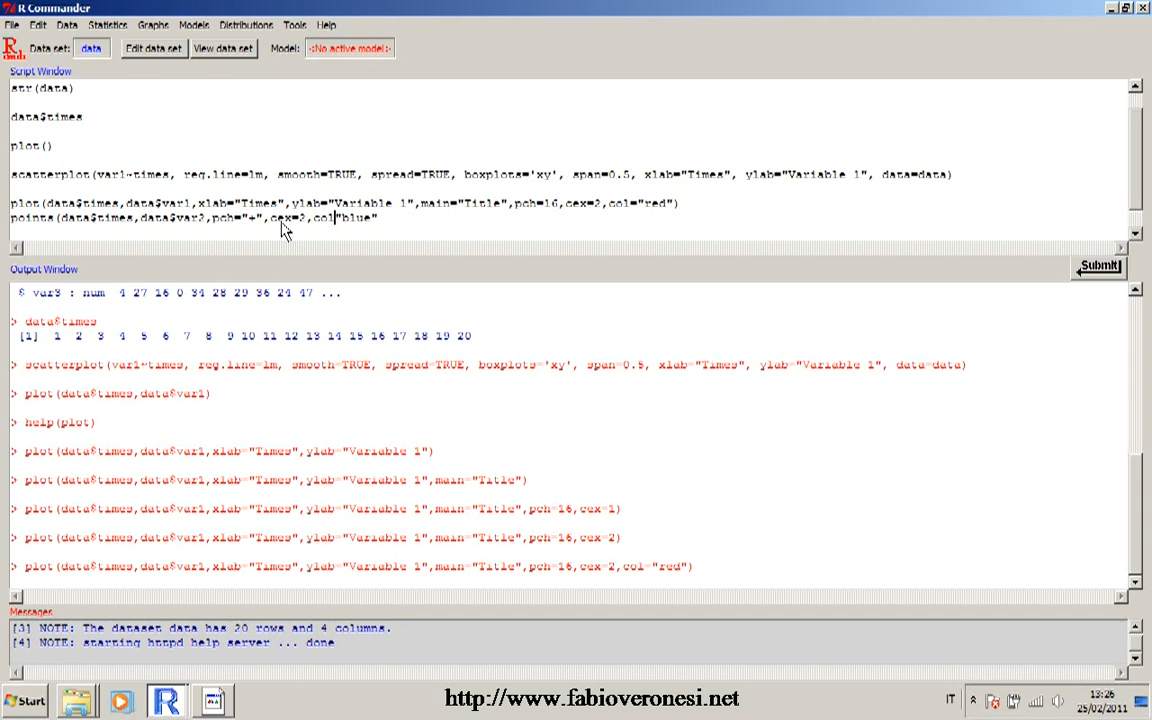 R Commander
File Edit Data Statistics Graphs Models Distributions Tools Help
Data set: data Edit data set View data set Model: <No active model>
Script Window
str(data)
data$times
plot()
scatterplot(var1~times, reg.line=lm, smooth=TRUE, spread=TRUE, boxplots='xy', span=0.5, xlab="Times", ylab="Variable 1", data=data)
plot(data$times,data$var1,xlab="Times",ylab="Variable 1",main="Title",pch=16,cex=2,col="red")
points(data$times,data$var2,pch="+",cex=2,col"blue"
Output Window
Submit
$ var3 : num 4 27 16 0 34 28 29 36 24 47 ...
> data$times
[1] 1 2 3 4 5 6 7 8 9 10 11 12 13 14 15 16 17 18 19 20
> scatterplot(var1~times, reg.line=lm, smooth=TRUE, spread=TRUE, boxplots='xy', span=0.5, xlab="Times", ylab="Variable 1", data=data)
> plot(data$times,data$var1)
> help(plot)
> plot(data$times,data$var1,xlab="Times",ylab="Variable 1")
> plot(data$times,data$var1,xlab="Times",ylab="Variable 1",main="Title")
> plot(data$times,data$var1,xlab="Times",ylab="Variable 1",main="Title",pch=16,cex=1)
> plot(data$times,data$var1,xlab="Times",ylab="Variable 1",main="Title",pch=16,cex=2)
> plot(data$times,data$var1,xlab="Times",ylab="Variable 1",main="Title",pch=16,cex=2,col="red")
Messages
[3] NOTE: The dataset data has 20 rows and 4 columns.
[4] NOTE: starting httpd help server ... done
Start
http://www.fabioveronesi.net
IT
13:26
25/02/2011